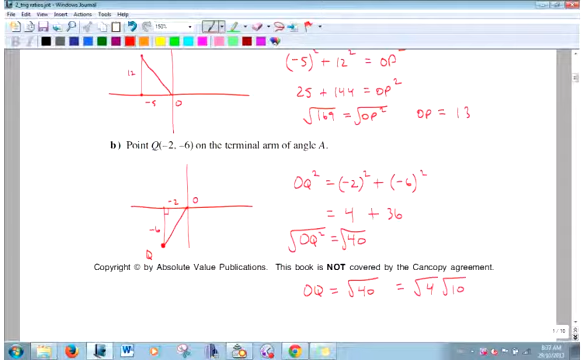 2_trig ratios.jnt - Windows Journal
File Edit View Insert Actions Tools Help
150%
(-5)² + 12² = OP²
12
-5 O
25 + 144 = OP²
√169 = √OP² OP = 13
b) Point Q(–2, –6) on the terminal arm of angle A.
OQ² = (-2)² + (-6)²
-2 O
= 4 + 36
-6
√OQ² = √40
Q
Copyright © by Absolute Value Publications. This book is NOT covered by the Cancopy agreement.
OQ = √40 = √4 √10
1 / 10
8:22 AM
29/10/2012